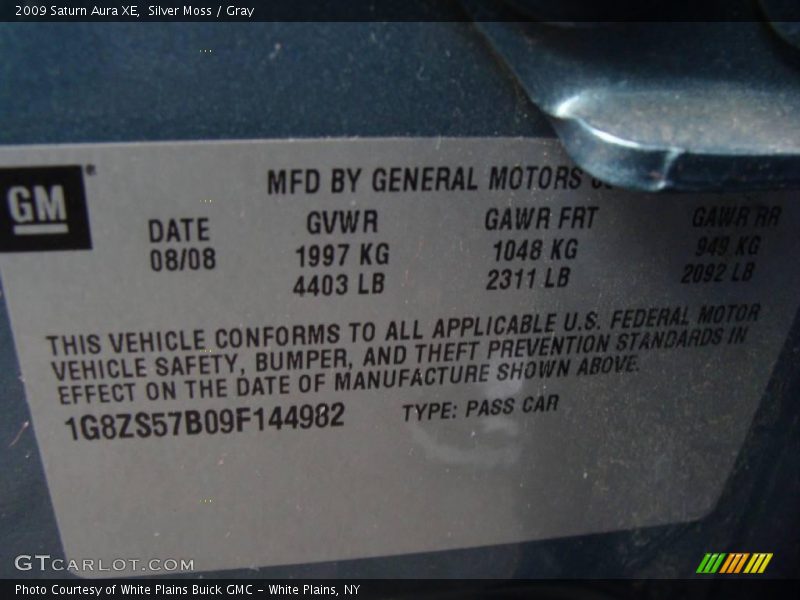 2009 Saturn Aura XE, Silver Moss / Gray
GM®
MFD BY GENERAL MOTORS
DATE GVWR GAWR FRT GAWR RR
08/08 1997 KG 1048 KG 949 KG
4403 LB 2311 LB 2092 LB
THIS VEHICLE CONFORMS TO ALL APPLICABLE U.S. FEDERAL MOTOR
VEHICLE SAFETY, BUMPER, AND THEFT PREVENTION STANDARDS IN
EFFECT ON THE DATE OF MANUFACTURE SHOWN ABOVE.
1G8ZS57B09F144982 TYPE: PASS CAR
GTCARLOT.COM
Photo Courtesy of White Plains Buick GMC - White Plains, NY